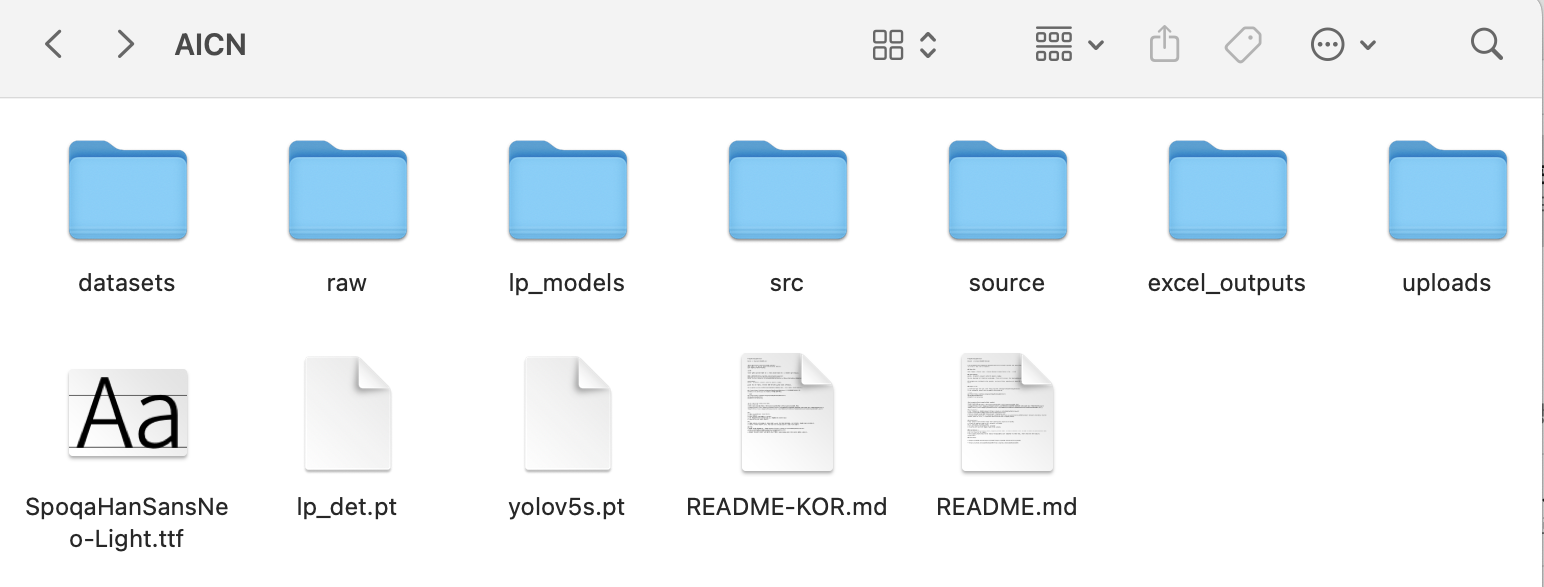 AICN
datasets
raw
lp_models
src
source
excel_outputs
uploads
Aa
SpoqaHanSansNe
o-Light.ttf
lp_det.pt
yolov5s.pt
README-KOR.md
README.md